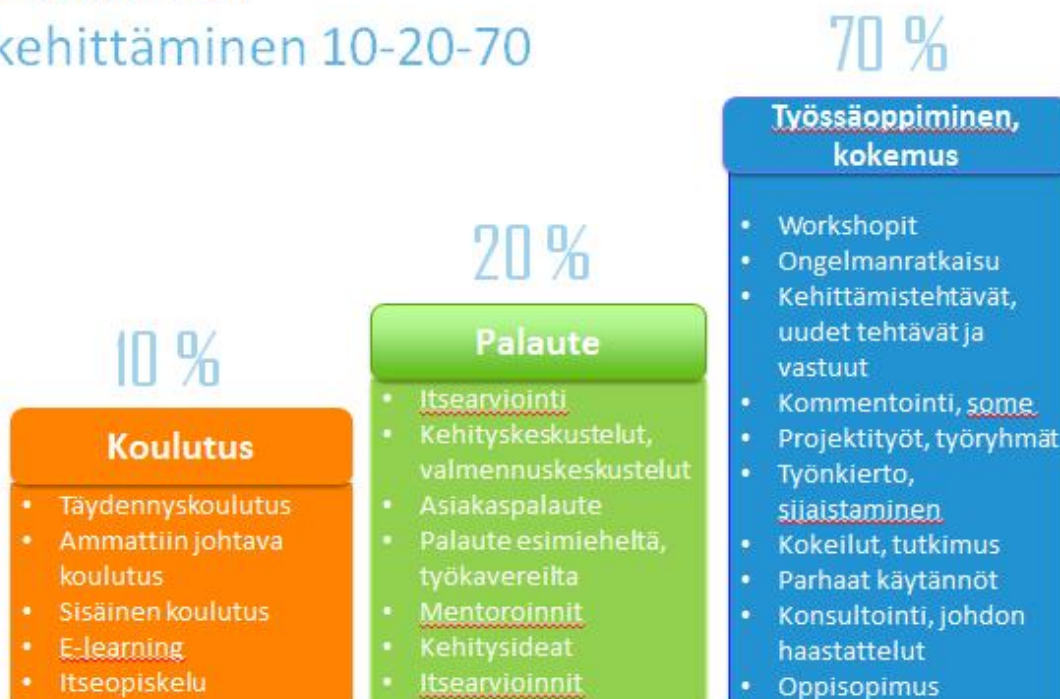 kehittäminen 10-20-70
10 %
Koulutus
• Täydennyskoulutus
• Ammattiin johtava
koulutus
• Sisäinen koulutus
• E-learning
• Itseopiskelu
20 %
Palaute
• Itsearviointi
• Kehityskeskustelut,
valmennuskeskustelut
• Asiakaspalaute
• Palaute esimieheltä,
työkavereilta
• Mentoroinnit
• Kehitysideat
• Itsearvioinnit
70 %
Työssäoppiminen,
kokemus
• Workshopit
• Ongelmanratkaisu
• Kehittämistehtävät,
uudet tehtävät ja
vastuut
• Kommentointi, some
• Projektityöt, työryhmät
• Työnkierto,
sijaistaminen
• Kokeilut, tutkimus
• Parhaat käytännöt
• Konsultointi, johdon
haastattelut
• Oppisopimus